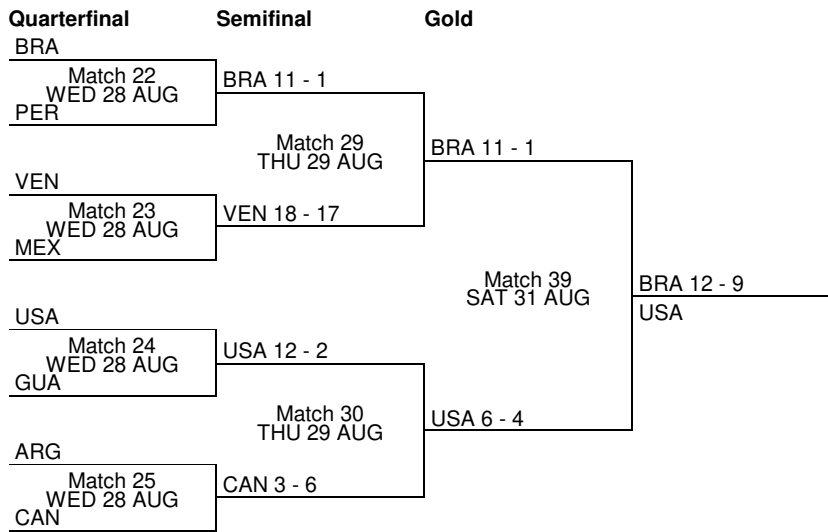 Quarterfinal Semifinal Gold
BRA
Match 22
WED 28 AUG
PER
BRA 11 - 1
Match 29
THU 29 AUG
BRA 11 - 1
VEN
Match 23
WED 28 AUG
MEX
VEN 18 - 17
Match 39
SAT 31 AUG
BRA 12 - 9
USA
USA
Match 24
WED 28 AUG
GUA
USA 12 - 2
Match 30
THU 29 AUG
USA 6 - 4
ARG
Match 25
WED 28 AUG
CAN
CAN 3 - 6